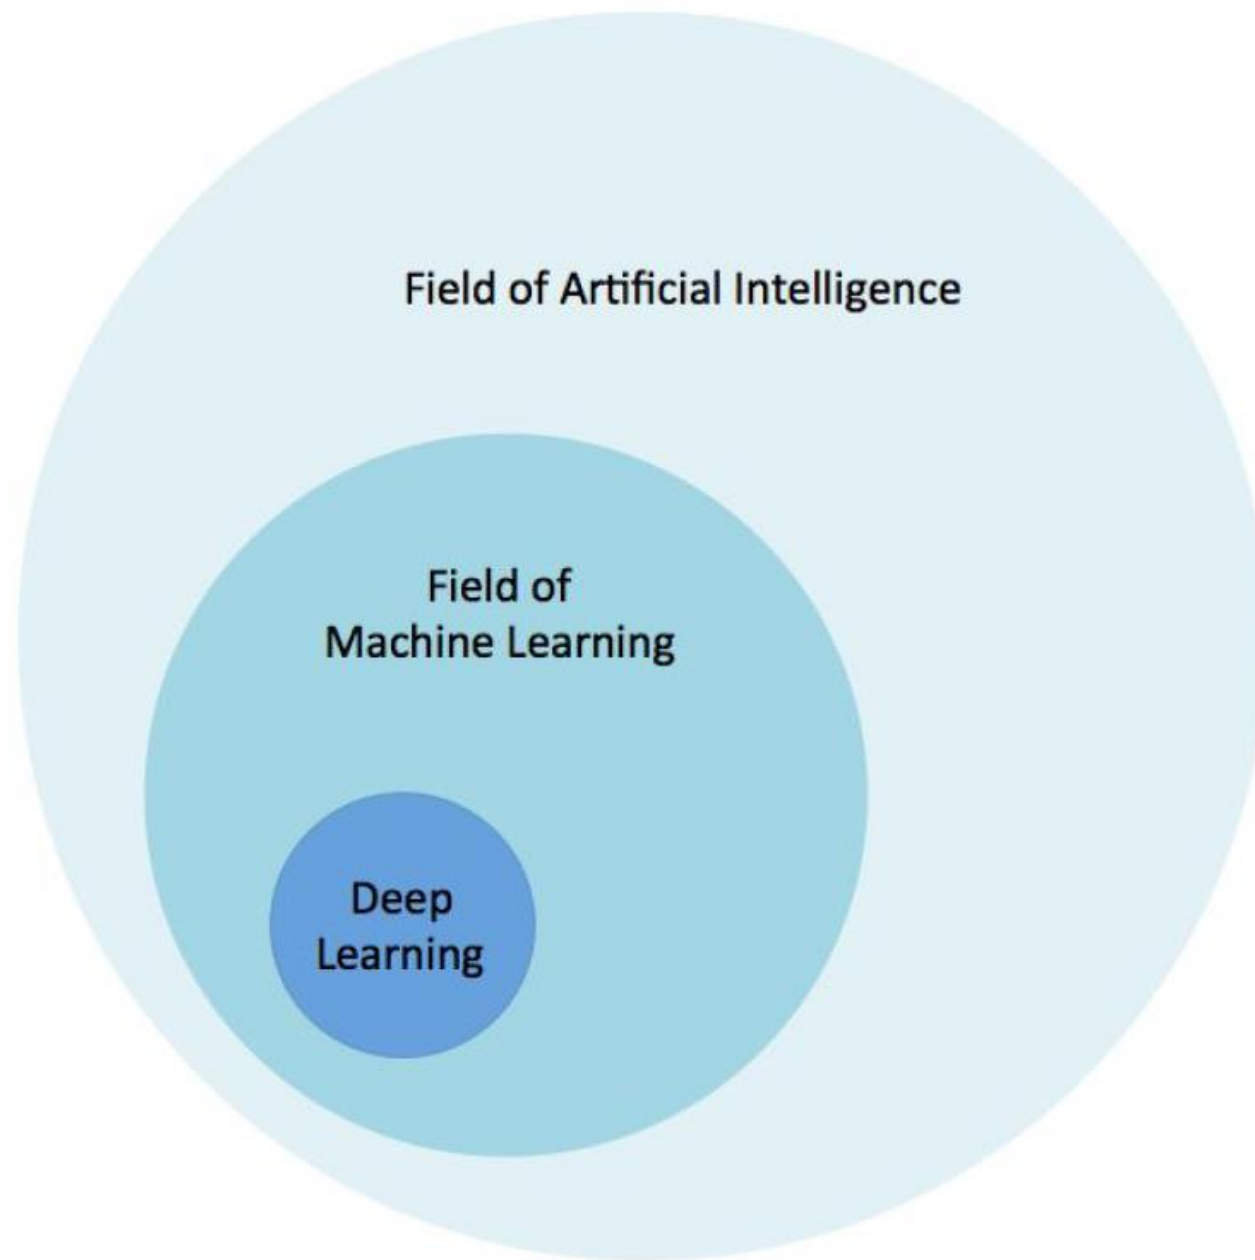 Field of Artificial Intelligence
Field of
Machine Learning
Deep
Learning